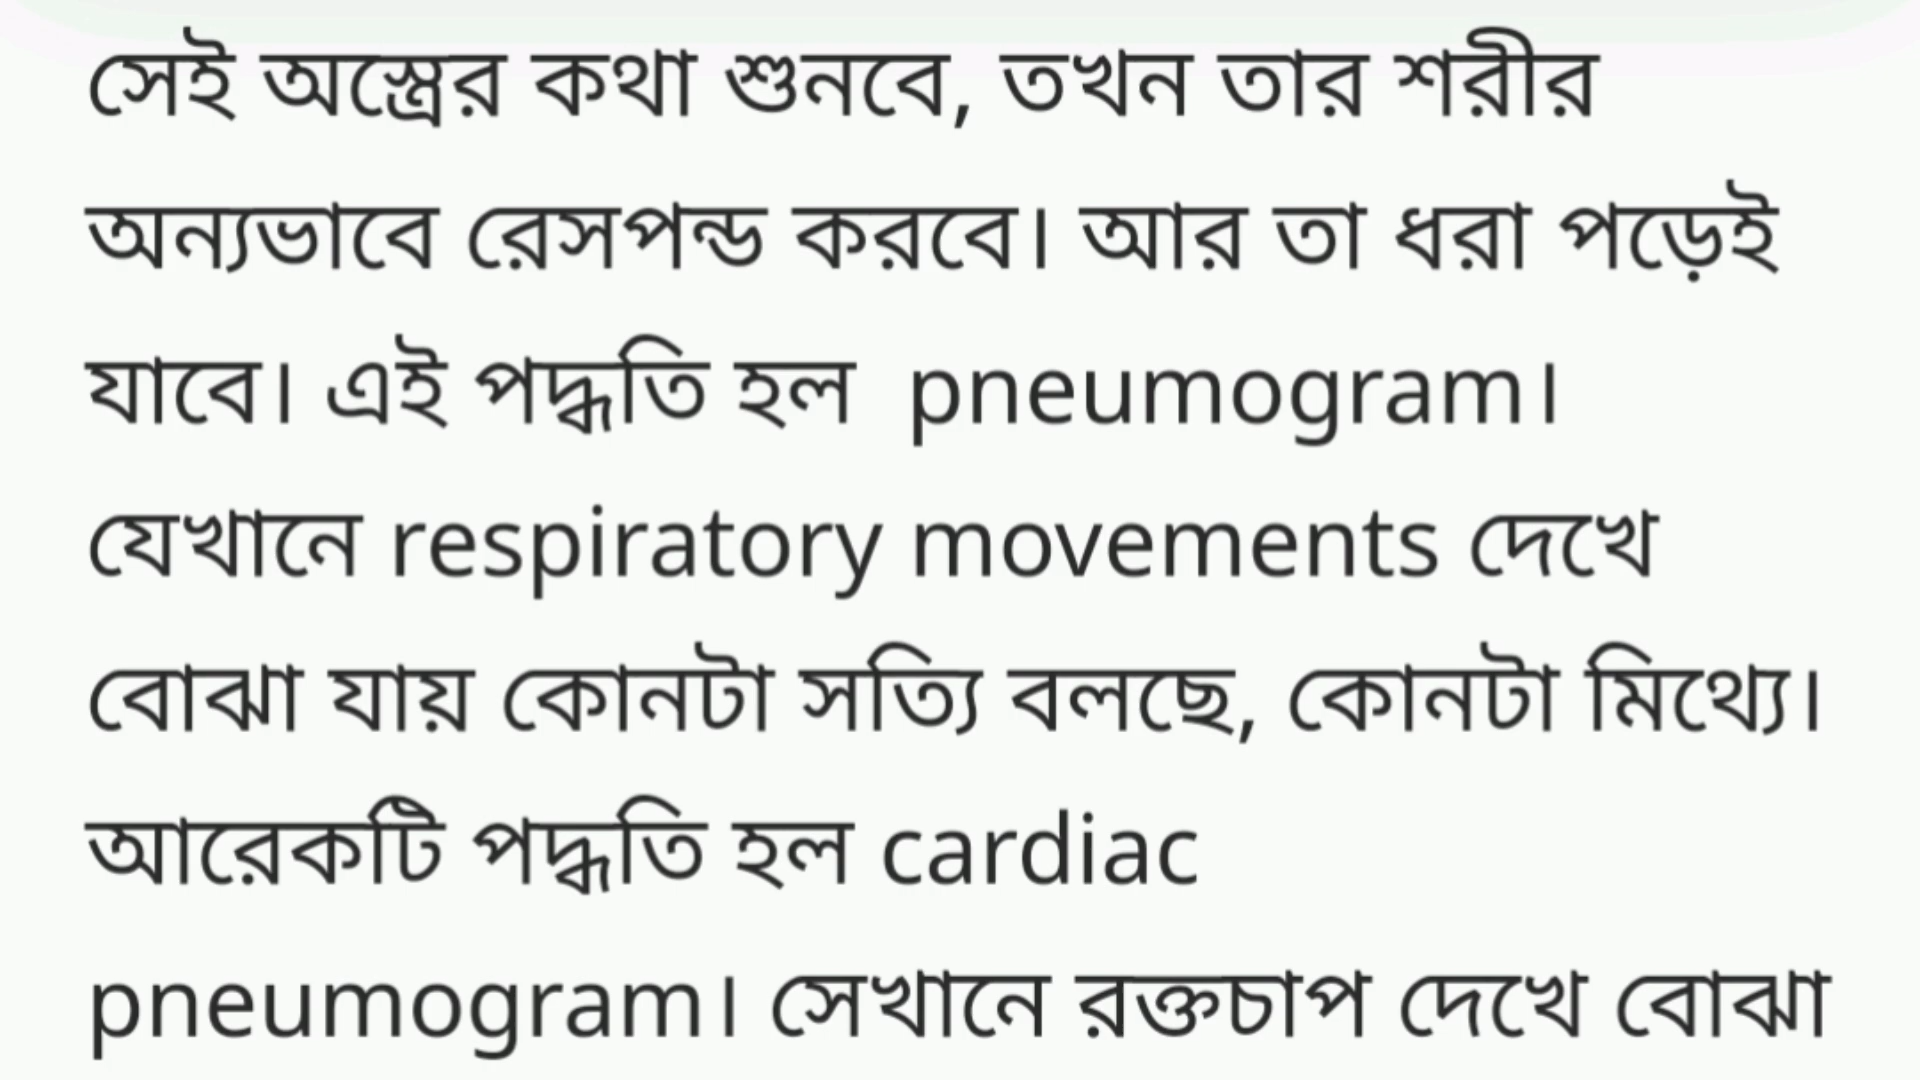 সেই অস্ত্রের কথা শুনবে, তখন তার শরীর
অন্যভাবে রেসপন্ড করবে। আর তা ধরা পড়েই
যাবে। এই পদ্ধতি হল  pneumogram।
যেখানে respiratory movements দেখে
বোঝা যায় কোনটা সত্যি বলছে, কোনটা মিথ্যে।
আরেকটি পদ্ধতি হল cardiac
pneumogram। সেখানে রক্তচাপ দেখে বোঝা